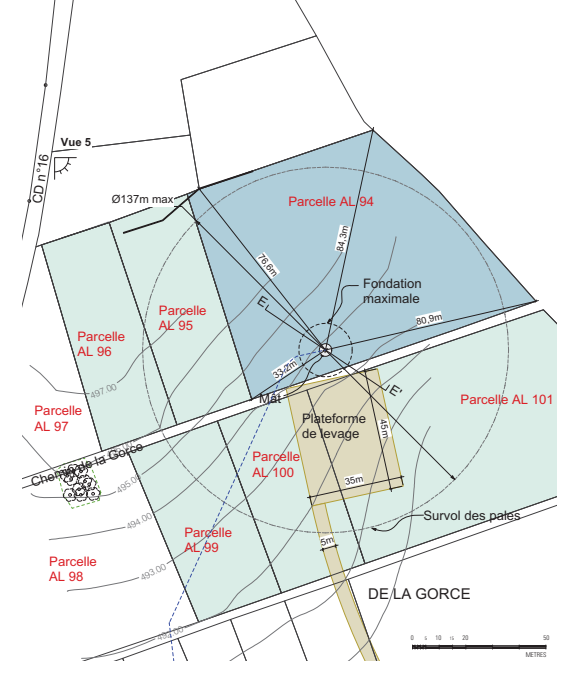 Vue 5
CD n°16
Ø137m max
Parcelle AL 94
84,3m
76,6m
Fondation
maximale
E
80,9m
Parcelle
AL 95
Parcelle
AL 96
33,2m
497.00
Mât
E'
Parcelle AL 101
Parcelle
AL 97
Plateforme
de levage
45m
Chemin de la Gorce
Parcelle
AL 100
495.00
35m
494.00
Survol des pales
Parcelle
AL 99
5m
Parcelle
AL 98
493.00
DE LA GORCE
492.00
0 5 10 15 20 50
METRES